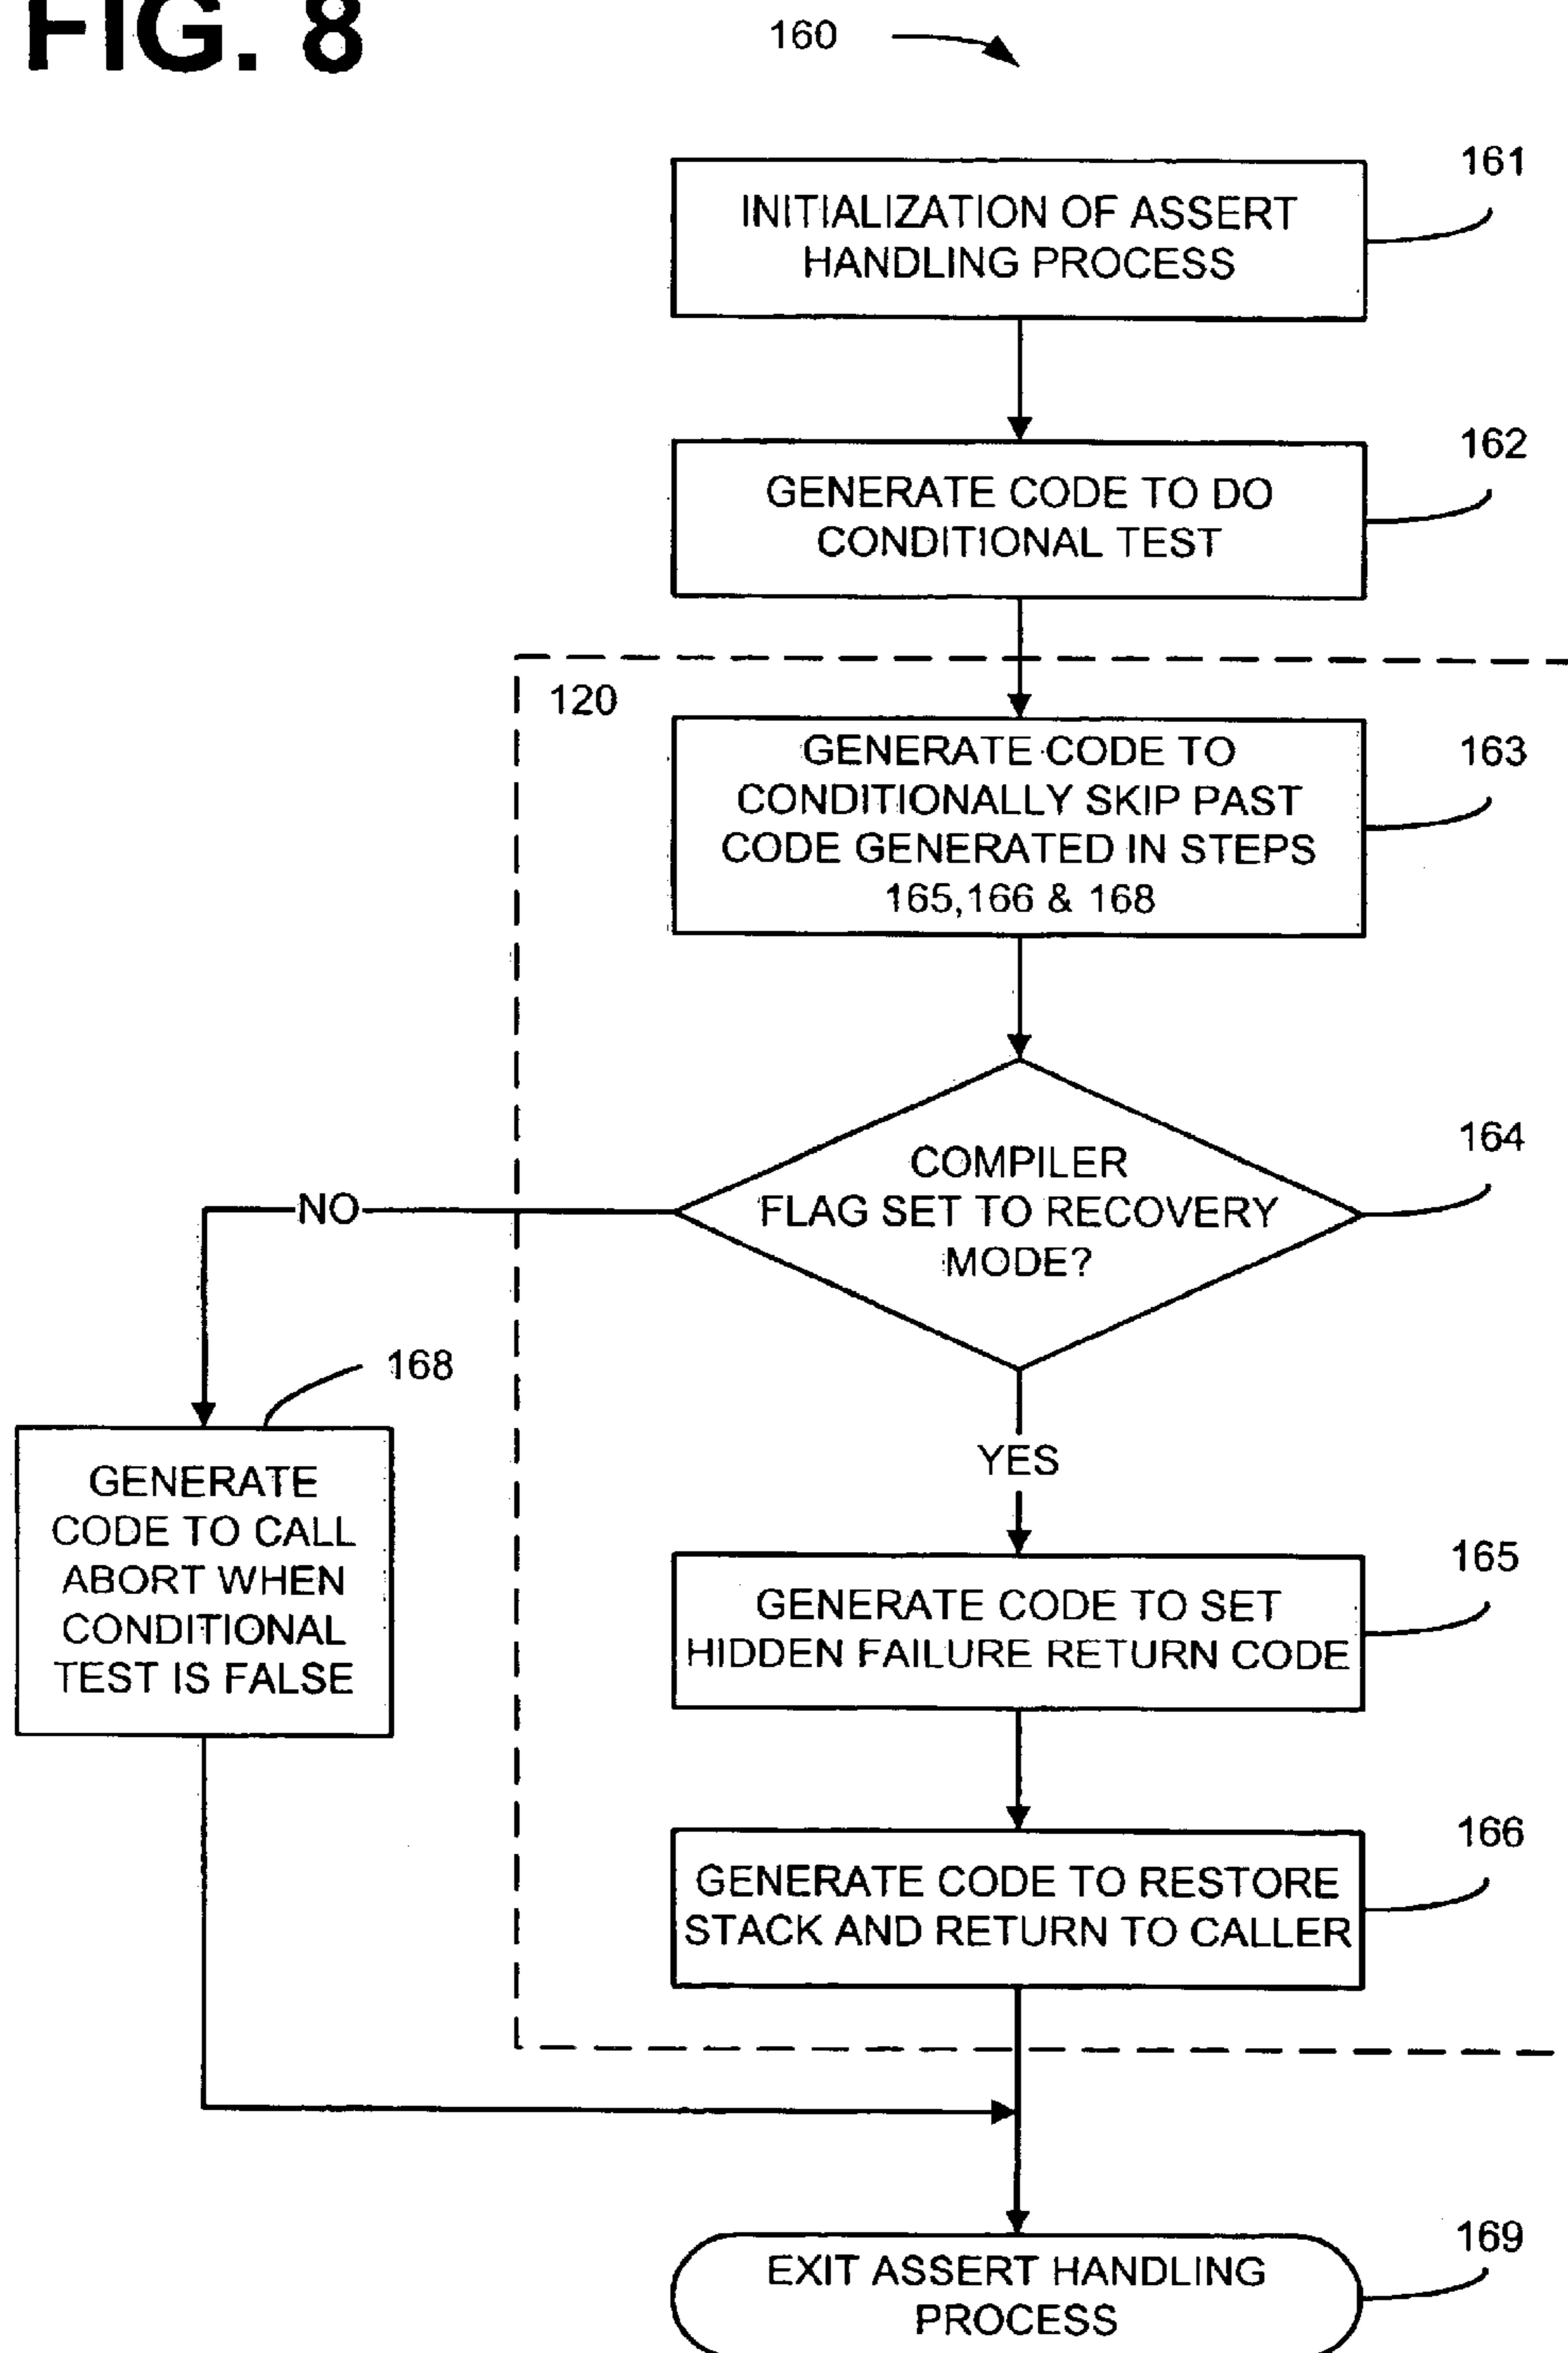 FIG. 8
160
161
INITIALIZATION OF ASSERT
HANDLING PROCESS
162
GENERATE CODE TO DO
CONDITIONAL TEST
120
163
GENERATE CODE TO
CONDITIONALLY SKIP PAST
CODE GENERATED IN STEPS
165,166 & 168
164
COMPILER
FLAG SET TO RECOVERY
MODE?
NO
YES
168
GENERATE
CODE TO CALL
ABORT WHEN
CONDITIONAL
TEST IS FALSE
165
GENERATE CODE TO SET
HIDDEN FAILURE RETURN CODE
166
GENERATE CODE TO RESTORE
STACK AND RETURN TO CALLER
169
EXIT ASSERT HANDLING
PROCESS